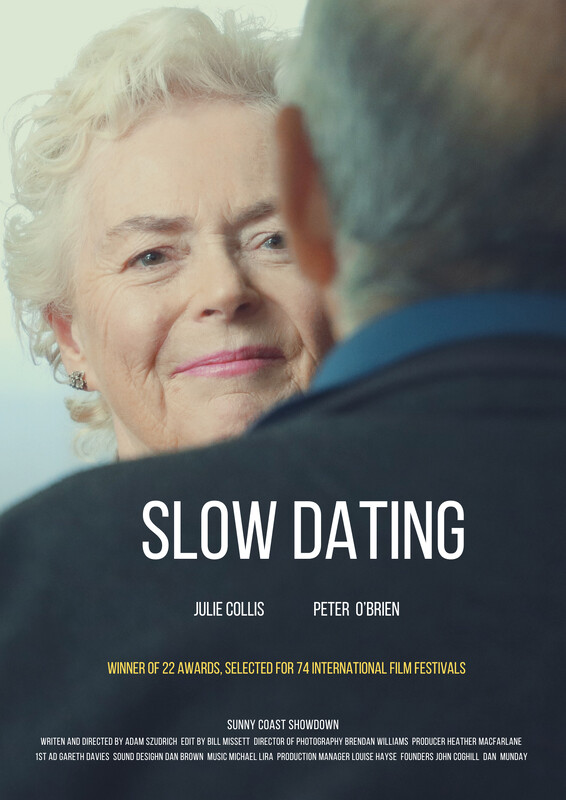 SLOW DATING
JULIE COLLIS PETER O'BRIEN
WINNER OF 22 AWARDS, SELECTED FOR 74 INTERNATIONAL FILM FESTIVALS
SUNNY COAST SHOWDOWN
WRITEN AND DIRECTED BY ADAM SZUDRICH EDIT BY BILL MISSETT DIRECTOR OF PHOTOGRAPHY BRENDAN WILLIAMS PRODUCER HEATHER MACFARLANE
1ST AD GARETH DAVIES SOUND DESIGHN DAN BROWN MUSIC MICHAEL LIRA PRODUCTION MANAGER LOUISE HAYSE FOUNDERS JOHN COGHILL DAN MUNDAY